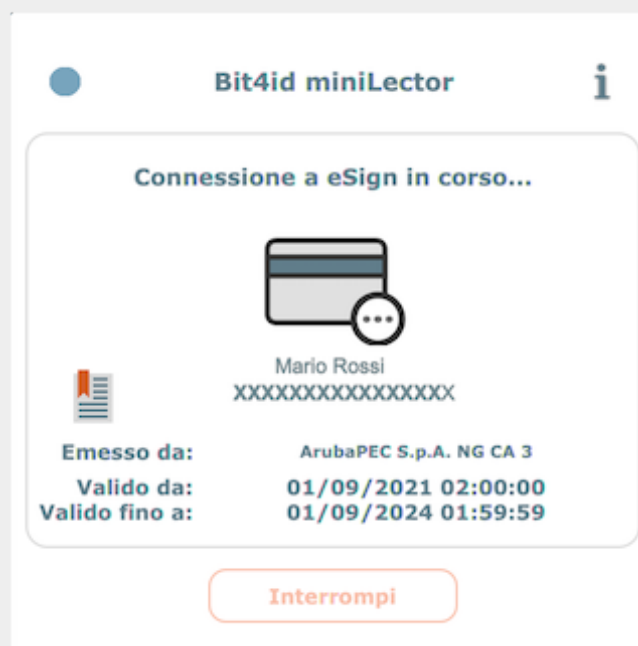 Bit4id miniLector
Connessione a eSign in corso...
Mario Rossi
XXXXXXXXXXXXXXXX
Emesso da: ArubaPEC S.p.A. NG CA 3
Valido da: 01/09/2021 02:00:00
Valido fino a: 01/09/2024 01:59:59
Interrompi